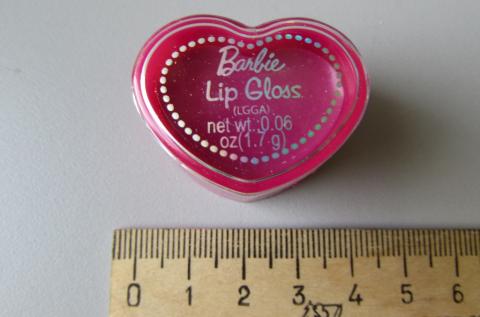 Barbie
Lip Gloss
(LGGA)
net wt. 0.06
oz(1.7 g)
0 1 2 3 4 5 6